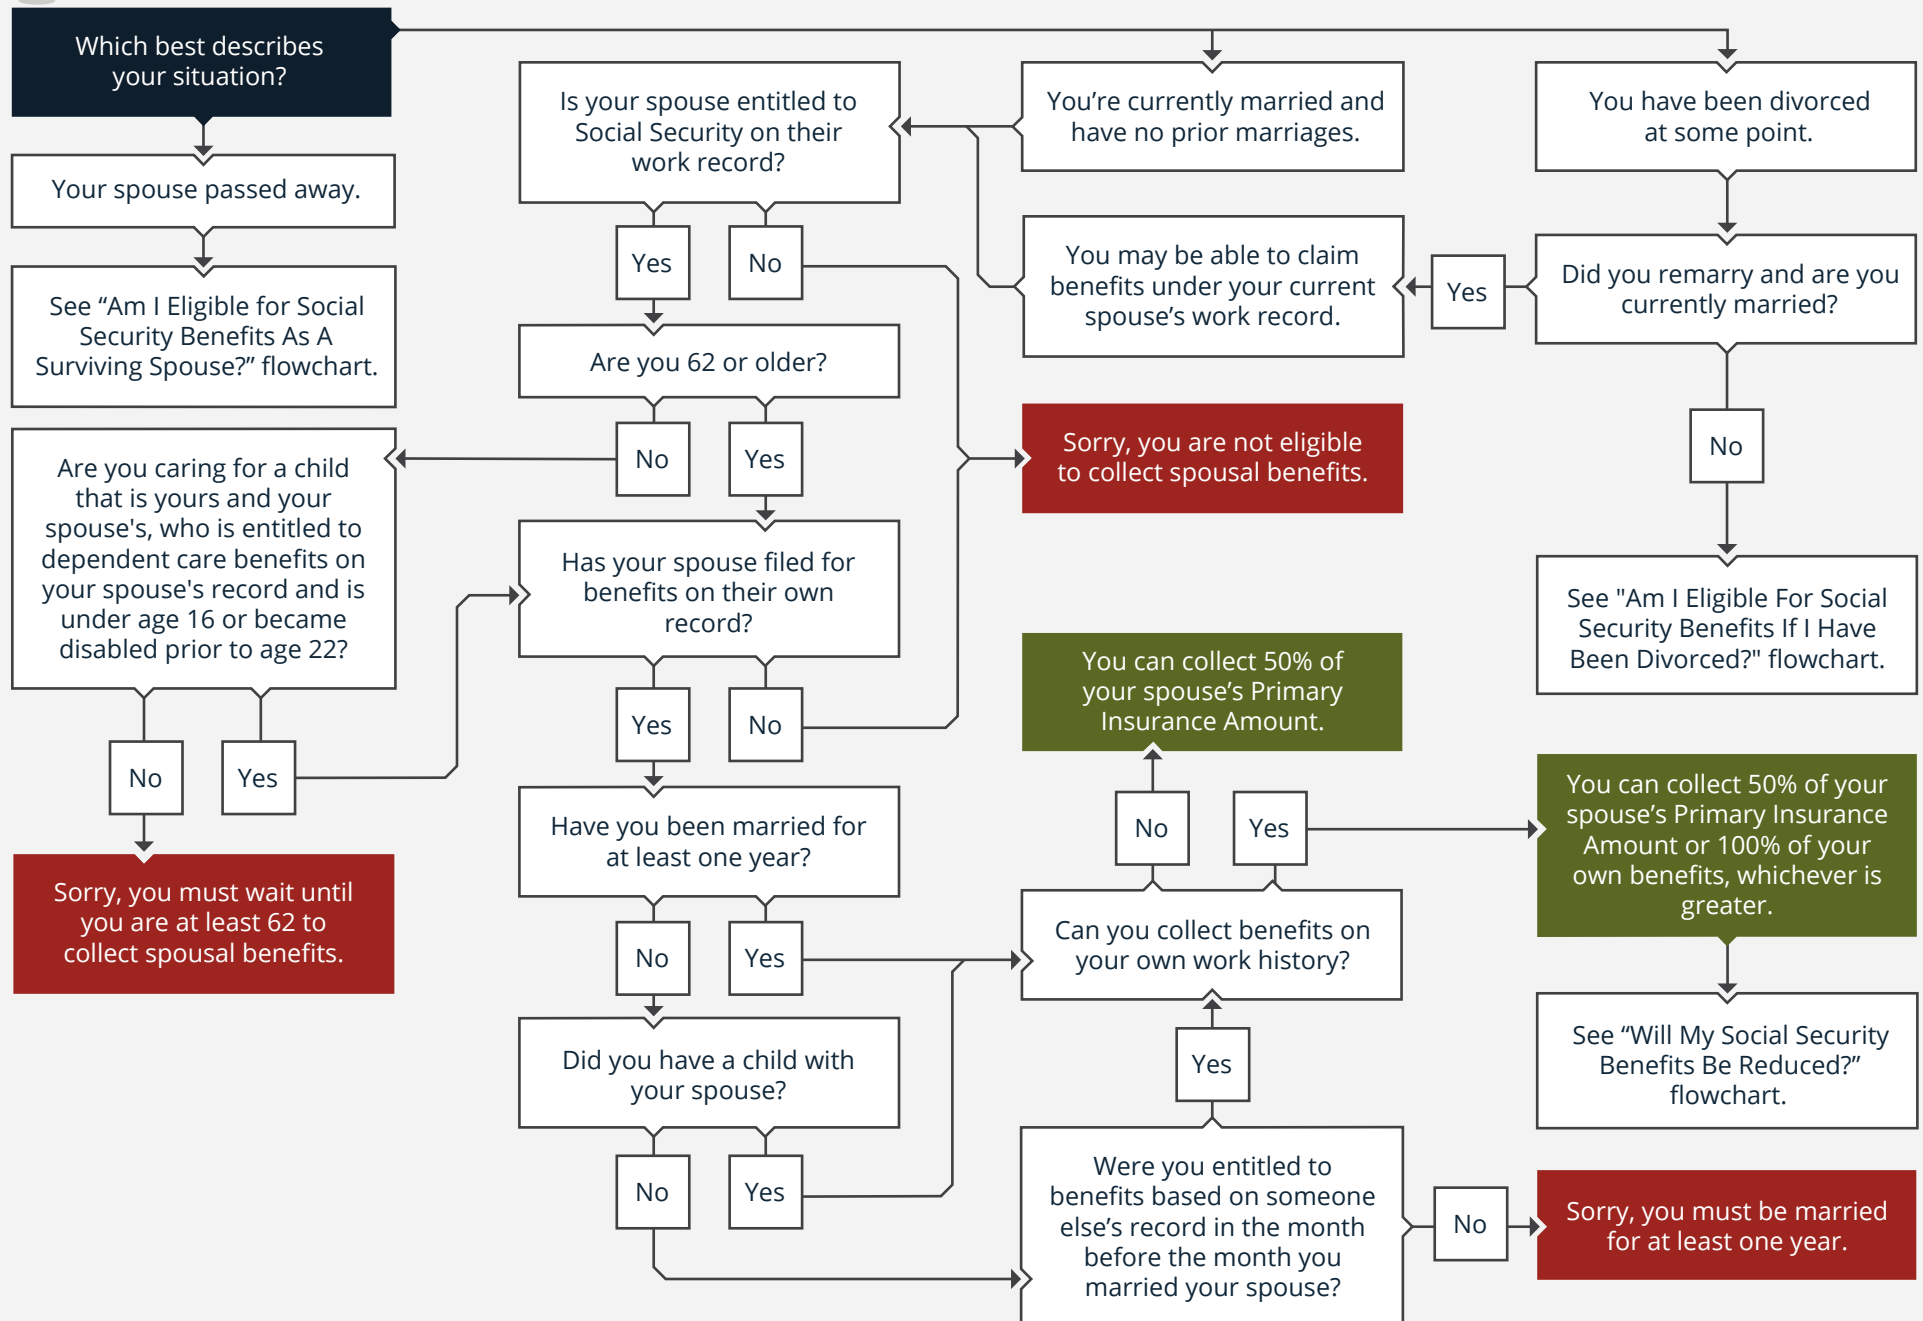 Which best describes
your situation?
Your spouse passed away.
See “Am I Eligible for Social
Security Benefits As A
Surviving Spouse?” flowchart.
You’re currently married and
have no prior marriages.
You have been divorced
at some point.
Did you remarry and are you
currently married?
Yes
You may be able to claim
benefits under your current
spouse’s work record.
No
See "Am I Eligible For Social
Security Benefits If I Have
Been Divorced?" flowchart.
Is your spouse entitled to
Social Security on their
work record?
Yes
No
Sorry, you are not eligible
to collect spousal benefits.
Are you 62 or older?
No
Yes
Are you caring for a child
that is yours and your
spouse's, who is entitled to
dependent care benefits on
your spouse's record and is
under age 16 or became
disabled prior to age 22?
No
Yes
Sorry, you must wait until
you are at least 62 to
collect spousal benefits.
Has your spouse filed for
benefits on their own
record?
Yes
No
Have you been married for
at least one year?
No
Yes
Did you have a child with
your spouse?
No
Yes
Were you entitled to
benefits based on someone
else’s record in the month
before the month you
married your spouse?
Yes
No
Sorry, you must be married
for at least one year.
Can you collect benefits on
your own work history?
No
Yes
You can collect 50% of
your spouse’s Primary
Insurance Amount.
You can collect 50% of your
spouse’s Primary Insurance
Amount or 100% of your
own benefits, whichever is
greater.
See “Will My Social Security
Benefits Be Reduced?”
flowchart.